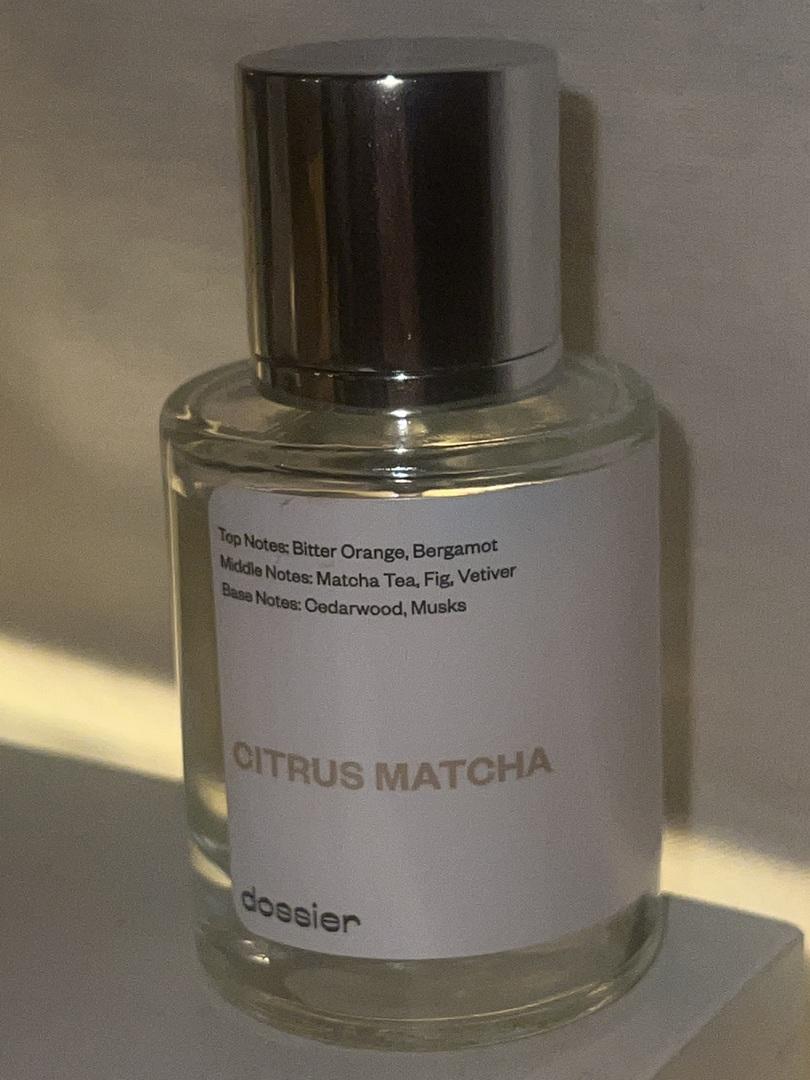 Top Notes: Bitter Orange, Bergamot
Middle Notes: Matcha Tea, Fig, Vetiver
Base Notes: Cedarwood, Musks
CITRUS MATCHA
dossier